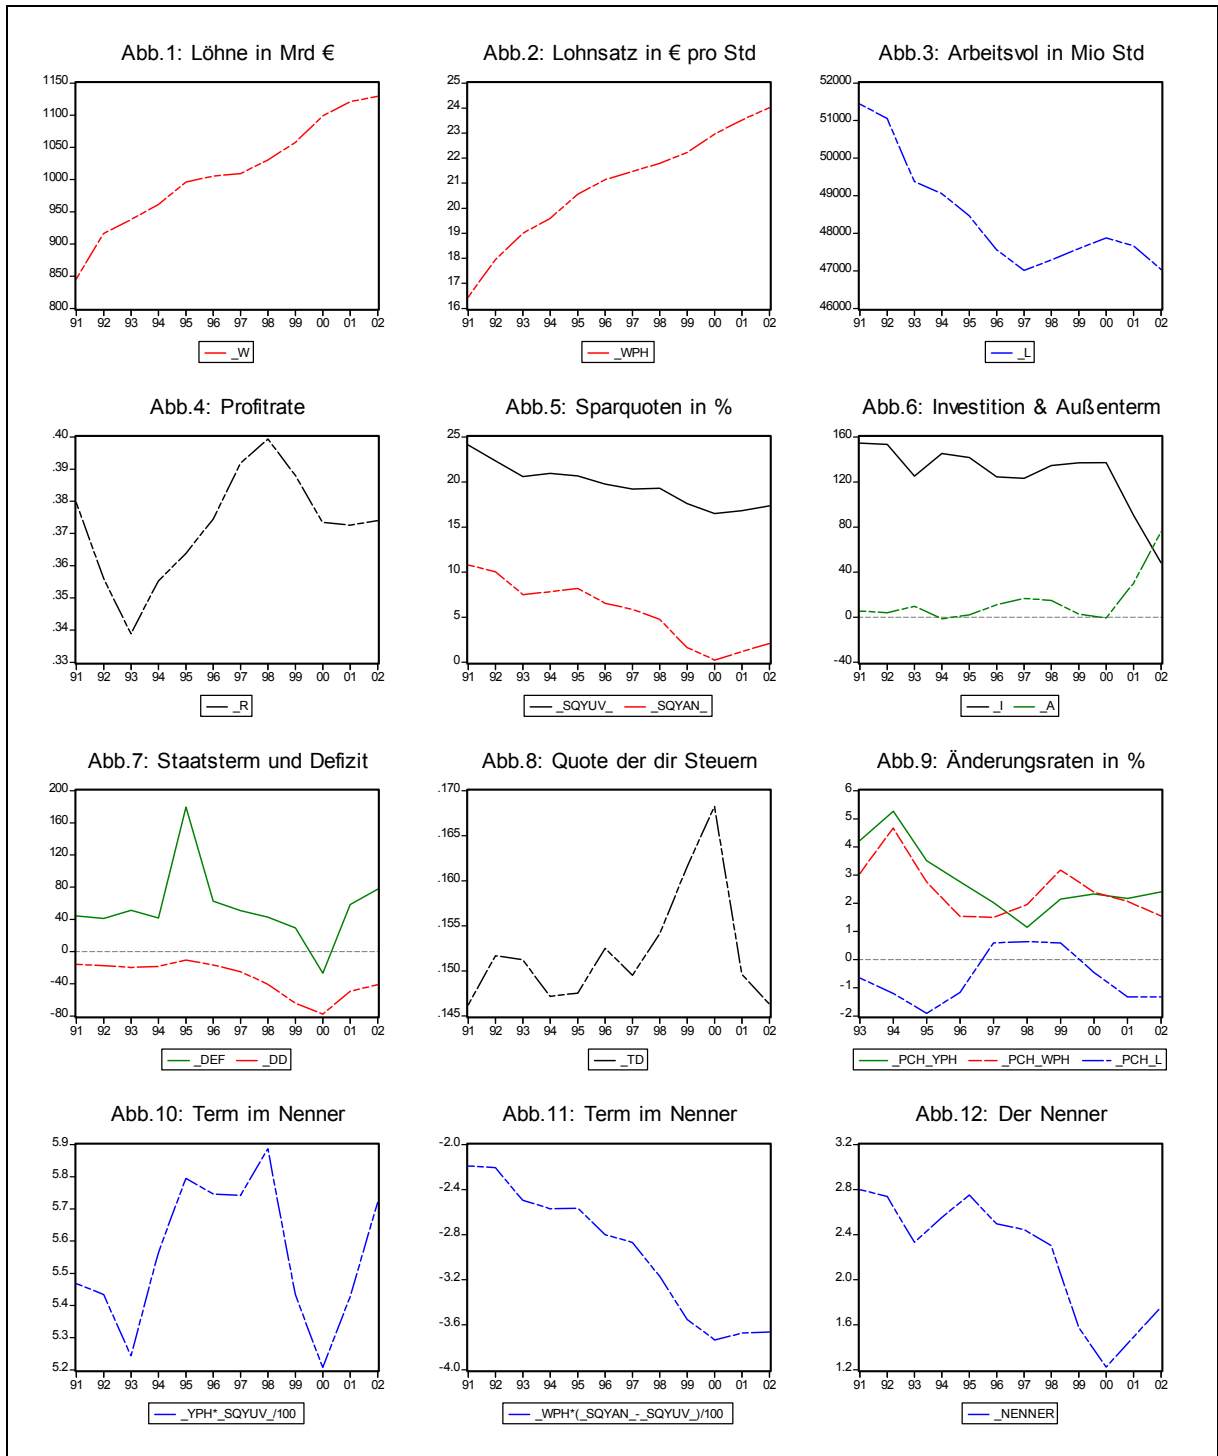 Abb.1: Löhne in Mrd €
1150
1100
1050
1000
950
900
850
800
91 92 93 94 95 96 97 98 99 00 01 02
_W
Abb.2: Lohnsatz in € pro Std
25
24
23
22
21
20
19
18
17
16
91 92 93 94 95 96 97 98 99 00 01 02
_WPH
Abb.3: Arbeitsvol in Mio Std
52000
51000
50000
49000
48000
47000
46000
91 92 93 94 95 96 97 98 99 00 01 02
_L
Abb.4: Profitrate
.40
.39
.38
.37
.36
.35
.34
.33
91 92 93 94 95 96 97 98 99 00 01 02
_R
Abb.5: Sparquoten in %
25
20
15
10
5
0
91 92 93 94 95 96 97 98 99 00 01 02
_SQYUV_ _SQYAN_
Abb.6: Investition & Außenterm
160
120
80
40
0
-40
91 92 93 94 95 96 97 98 99 00 01 02
_I _A
Abb.7: Staatsterm und Defizit
200
160
120
80
40
0
-40
-80
91 92 93 94 95 96 97 98 99 00 01 02
_DEF _DD
Abb.8: Quote der dir Steuern
.170
.165
.160
.155
.150
.145
91 92 93 94 95 96 97 98 99 00 01 02
_TD
Abb.9: Änderungsraten in %
6
5
4
3
2
1
0
-1
-2
93 94 95 96 97 98 99 00 01 02
_PCH_YPH _PCH_WPH _PCH_L
Abb.10: Term im Nenner
5.9
5.8
5.7
5.6
5.5
5.4
5.3
5.2
91 92 93 94 95 96 97 98 99 00 01 02
_YPH*_SQYUV_/100
Abb.11: Term im Nenner
-2.0
-2.4
-2.8
-3.2
-3.6
-4.0
91 92 93 94 95 96 97 98 99 00 01 02
_WPH*(_SQYAN_-_SQYUV_)/100
Abb.12: Der Nenner
3.2
2.8
2.4
2.0
1.6
1.2
91 92 93 94 95 96 97 98 99 00 01 02
_NENNER